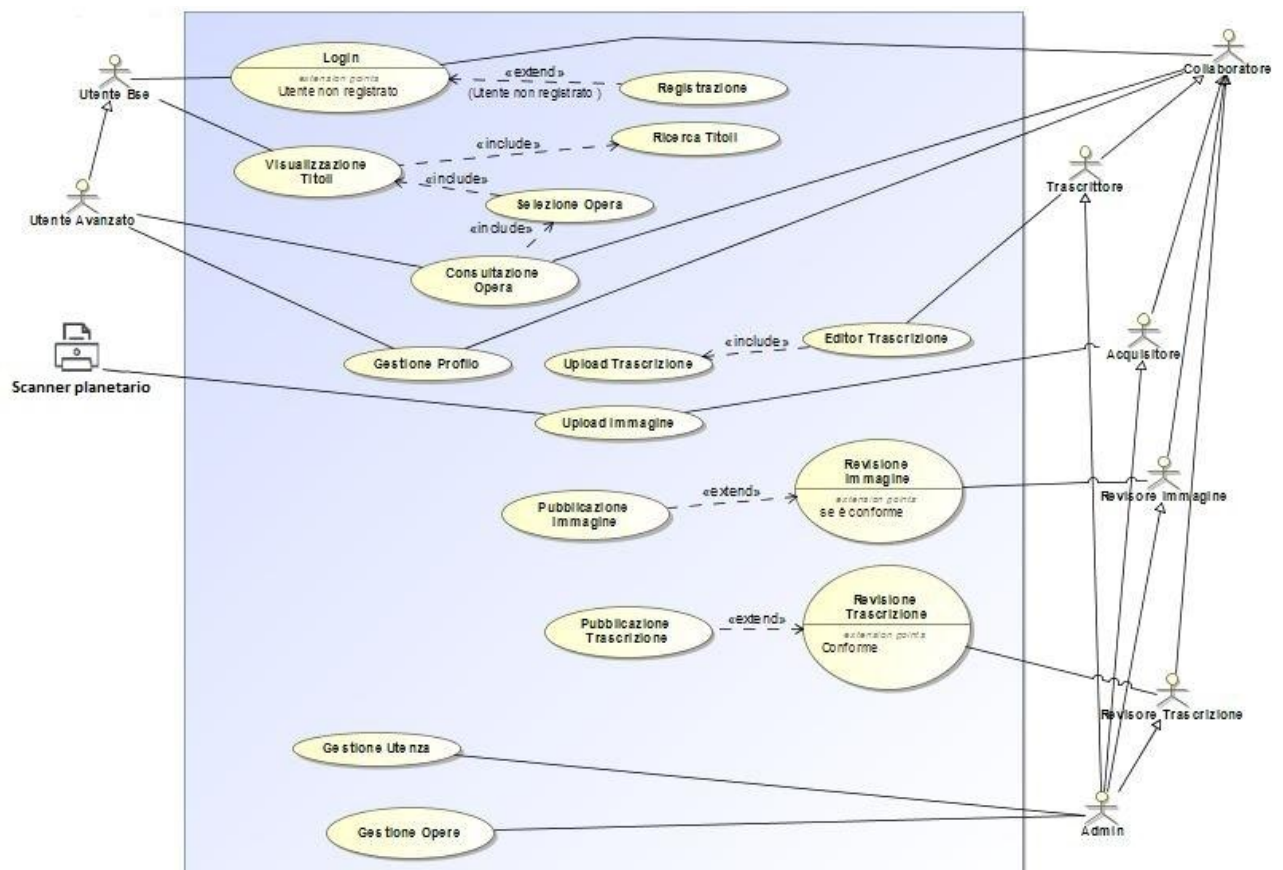 Login
extension points
Utente non registrato
«extend»
(Utente non registrato )
Registrazione
Collaboratore
Utente Bse
«include»
Ricerca Titoli
Visualizzazione
Titoli
«include»
Selezione Opera
Trascrittore
Utente Avanzato
«include»
Consultazione
Opera
Editor Trascrizione
«include»
Upload Trascrizione
Gestione Profilo
Acquisitore
Scanner planetario
Upload Immagine
Revisione
Immagine
extension points
se è conforme
«extend»
Pubblicazione
Immagine
Revisore Immagine
Revisione
Trascrizione
extension points
Conforme
«extend»
Pubblicazione
Trascrizione
Revisore Trascrizione
Gestione Utenza
Gestione Opere
Admin